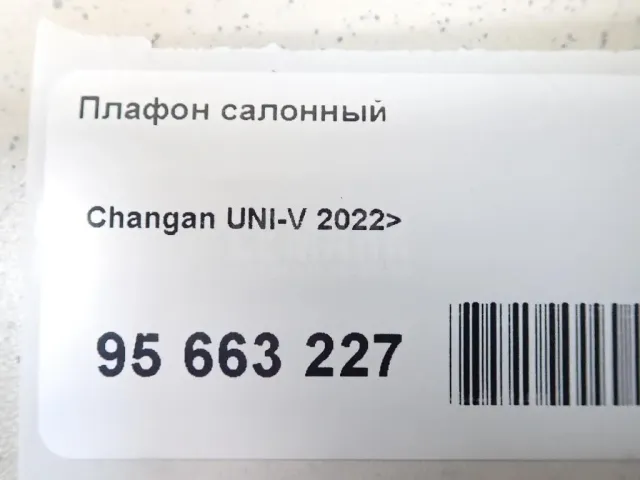 Плафон салонный
Changan UNI-V 2022>
95 663 227